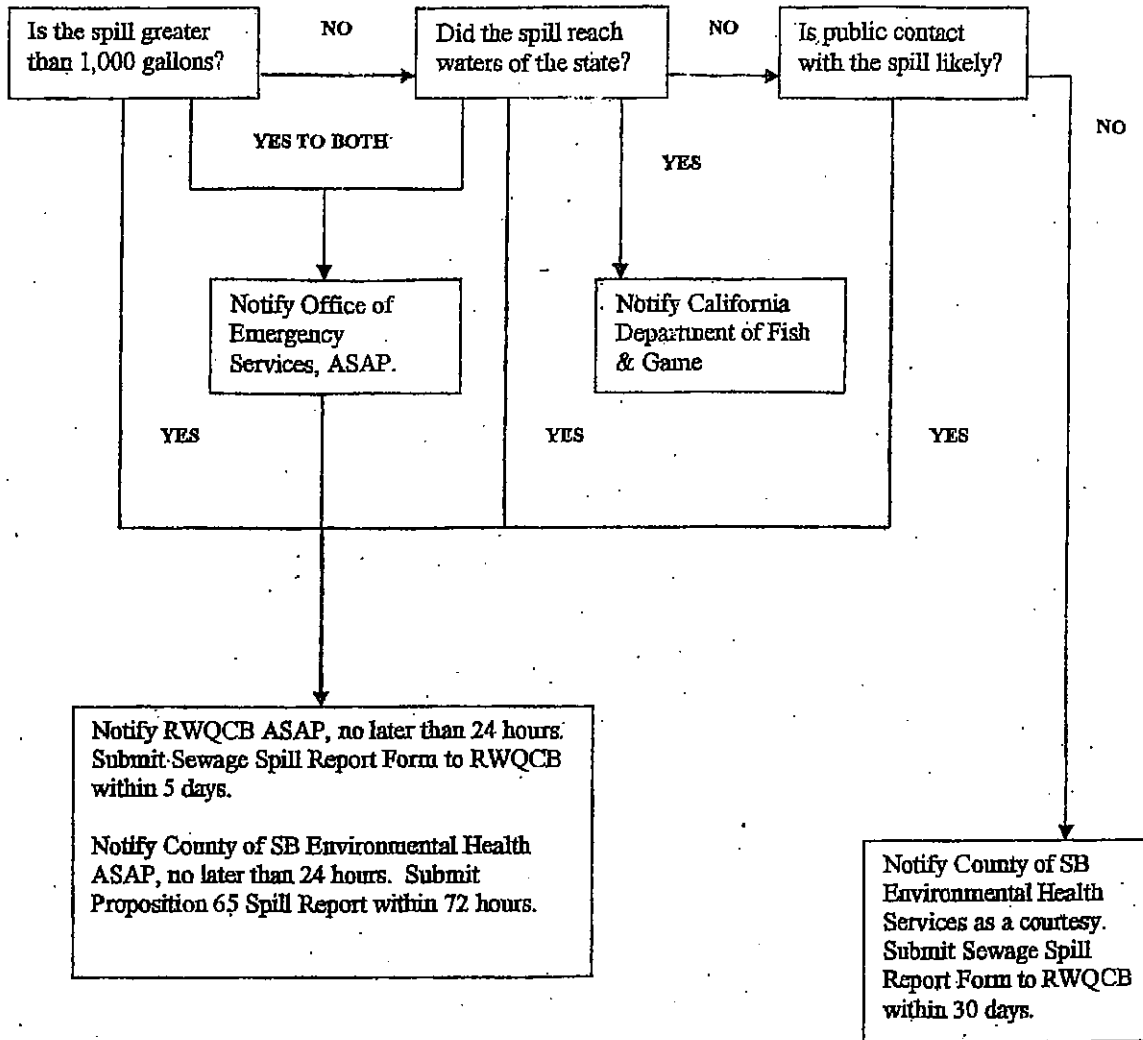 Is the spill greater
than 1,000 gallons?
NO
Did the spill reach
waters of the state?
NO
Is public contact
with the spill likely?
NO
YES TO BOTH
YES
Notify Office of
Emergency
Services, ASAP.
Notify California
Department of Fish
& Game
YES
YES
YES
Notify RWQCB ASAP, no later than 24 hours.
Submit Sewage Spill Report Form to RWQCB
within 5 days.
Notify County of SB Environmental Health
ASAP, no later than 24 hours. Submit
Proposition 65 Spill Report within 72 hours.
Notify County of SB
Environmental Health
Services as a courtesy.
Submit Sewage Spill
Report Form to RWQCB
within 30 days.